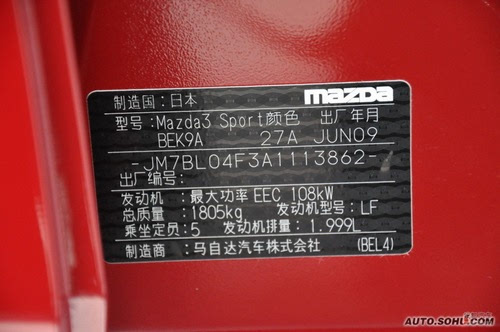 制造国：日本 mazda
型号：Mazda3 Sport颜色 出厂年月
BEK9A 27A JUN09
-JM7BL04F3A1113862-
出厂编号：
发动机：最大功率EEC 108kW
总质量：1805kg 发动机型号：LF
乘坐定员：5 发动机排量：1.999L
制造商：马自达汽车株式会社 (BEL4)
AUTO.SOHU.COM